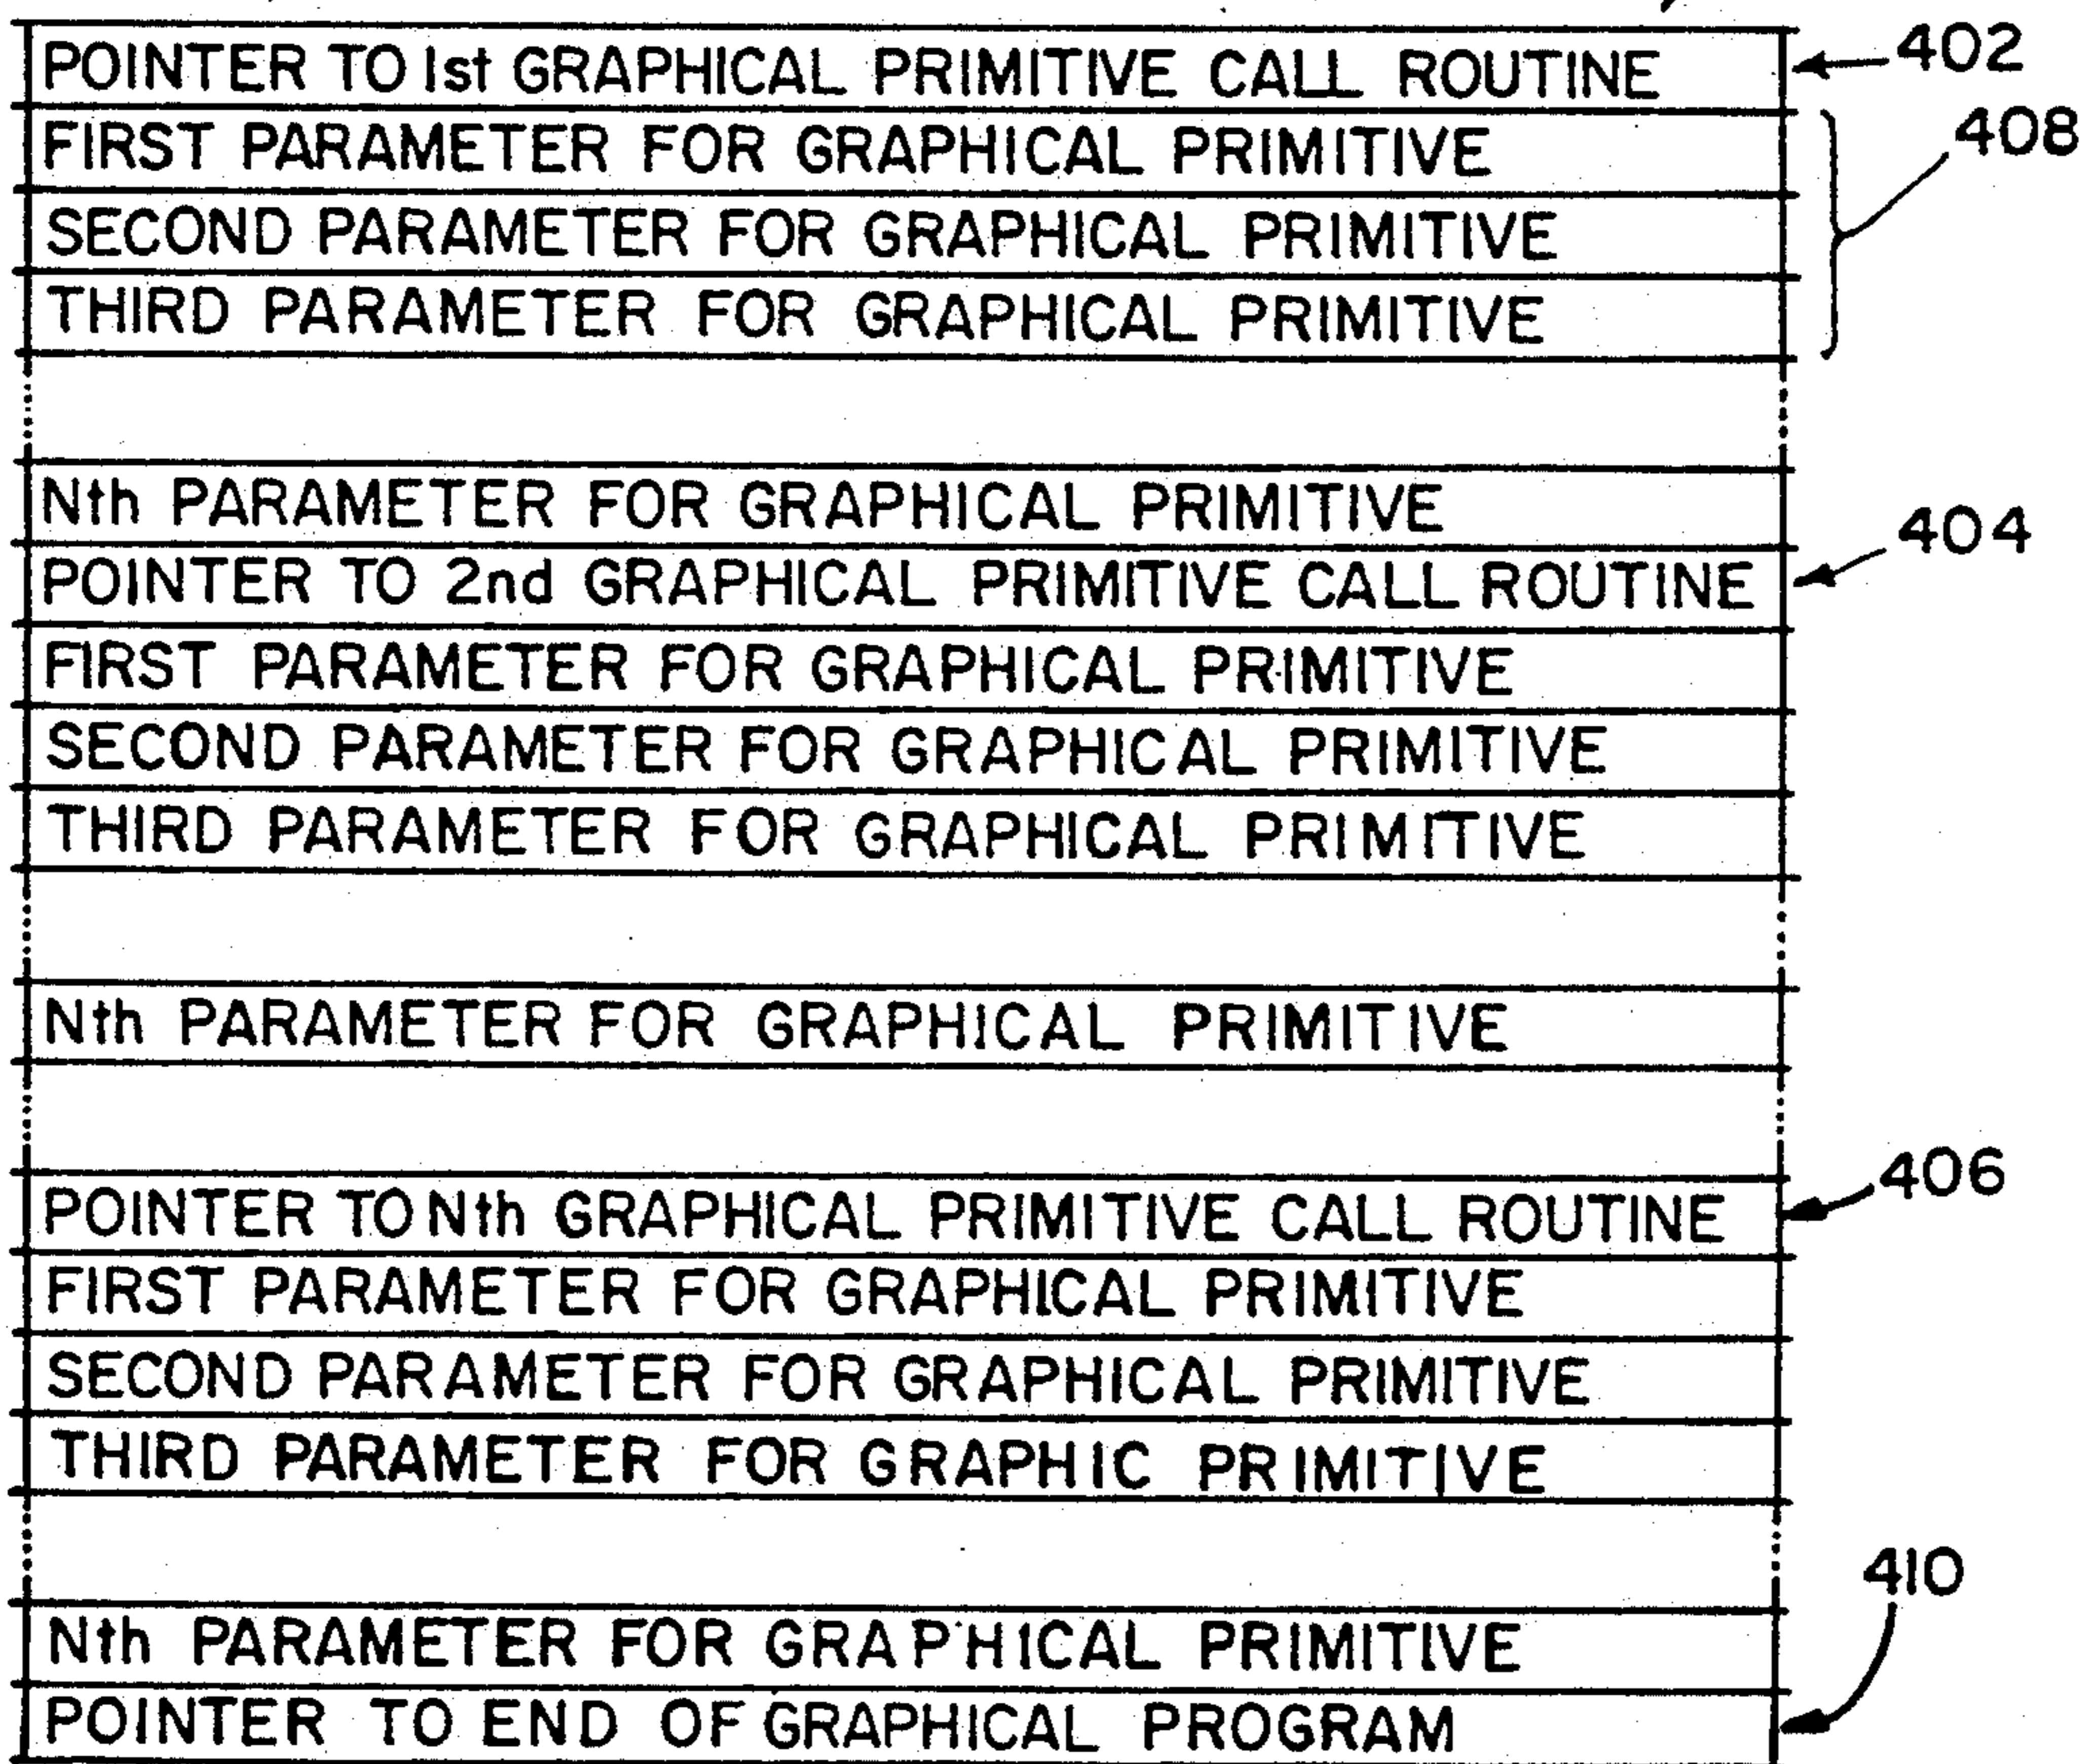 POINTER TO 1st GRAPHICAL PRIMITIVE CALL ROUTINE 402
FIRST PARAMETER FOR GRAPHICAL PRIMITIVE 408
SECOND PARAMETER FOR GRAPHICAL PRIMITIVE
THIRD PARAMETER FOR GRAPHICAL PRIMITIVE
Nth PARAMETER FOR GRAPHICAL PRIMITIVE
POINTER TO 2nd GRAPHICAL PRIMITIVE CALL ROUTINE 404
FIRST PARAMETER FOR GRAPHICAL PRIMITIVE
SECOND PARAMETER FOR GRAPHICAL PRIMITIVE
THIRD PARAMETER FOR GRAPHICAL PRIMITIVE
Nth PARAMETER FOR GRAPHICAL PRIMITIVE
POINTER TO Nth GRAPHICAL PRIMITIVE CALL ROUTINE 406
FIRST PARAMETER FOR GRAPHICAL PRIMITIVE
SECOND PARAMETER FOR GRAPHICAL PRIMITIVE
THIRD PARAMETER FOR GRAPHIC PRIMITIVE
Nth PARAMETER FOR GRAPHICAL PRIMITIVE
POINTER TO END OF GRAPHICAL PROGRAM 410